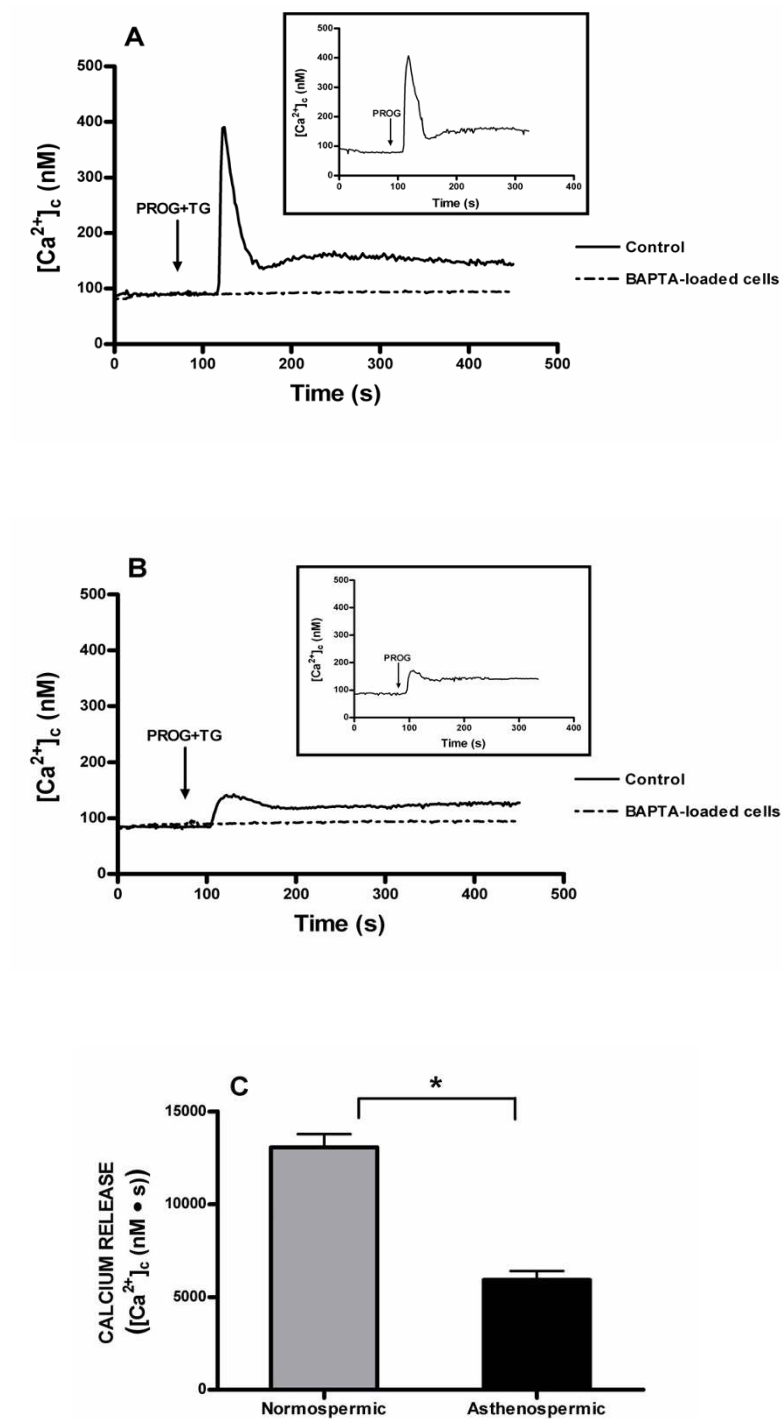 A
[Ca²⁺]c (nM)
500
400
300
200
100
0
0 100 200 300 400 500
Time (s)
PROG+TG
[Ca²⁺]c (nM)
500
400
300
200
100
0
0 100 200 300 400
Time (s)
PROG
Control
BAPTA-loaded cells
B
[Ca²⁺]c (nM)
500
400
300
200
100
0
0 100 200 300 400 500
Time (s)
PROG+TG
[Ca²⁺]c (nM)
500
400
300
200
100
0
0 100 200 300 400
Time (s)
PROG
Control
BAPTA-loaded cells
C
*
CALCIUM RELEASE
([Ca²⁺]c (nM • s))
15000
10000
5000
0
Normospermic Asthenospermic